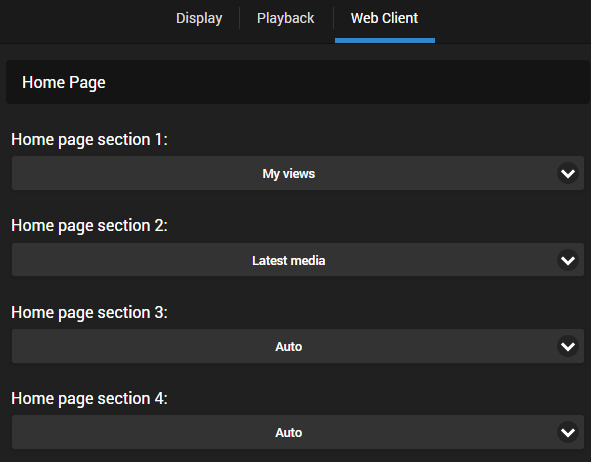 Display Playback Web Client
Home Page
Home page section 1:
My views
Home page section 2:
Latest media
Home page section 3:
Auto
Home page section 4:
Auto